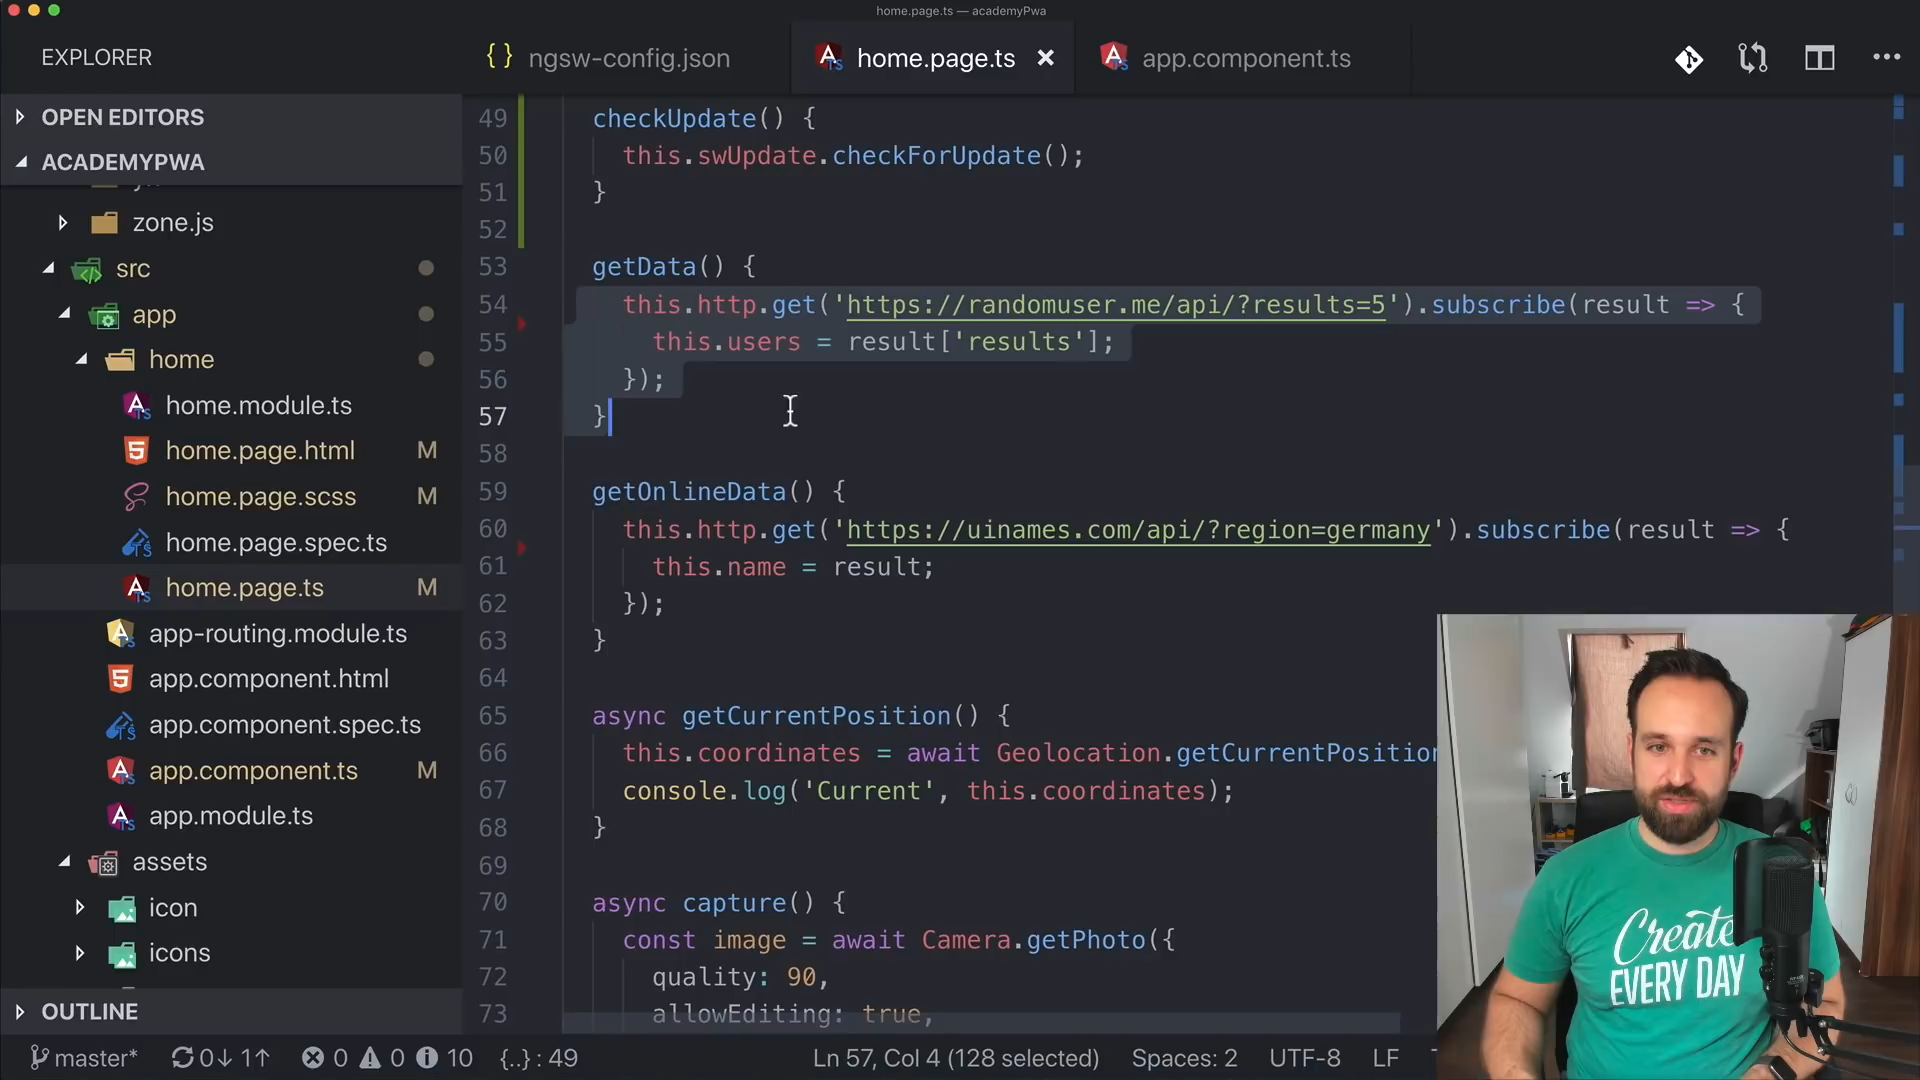 home.page.ts — academyPwa
EXPLORER
{} ngsw-config.json
home.page.ts
app.component.ts
OPEN EDITORS
ACADEMYPWA
zone.js
src
app
home
home.module.ts
home.page.html M
home.page.scss M
home.page.spec.ts
home.page.ts M
app-routing.module.ts
app.component.html
app.component.spec.ts
app.component.ts M
app.module.ts
assets
icon
icons
OUTLINE
49 checkUpdate() {
50 this.swUpdate.checkForUpdate();
51 }
52
53 getData() {
54 this.http.get('https://randomuser.me/api/?results=5').subscribe(result => {
55 this.users = result['results'];
56 });
57 }
58
59 getOnlineData() {
60 this.http.get('https://uinames.com/api/?region=germany').subscribe(result => {
61 this.name = result;
62 });
63 }
64
65 async getCurrentPosition() {
66 this.coordinates = await Geolocation.getCurrentPosition
67 console.log('Current', this.coordinates);
68 }
69
70 async capture() {
71 const image = await Camera.getPhoto({
72 quality: 90,
73 allowEditing: true,
Create
EVERY DAY
master* 0↓ 1↑ 0 0 10 {..} : 49 Ln 57, Col 4 (128 selected) Spaces: 2 UTF-8 LF